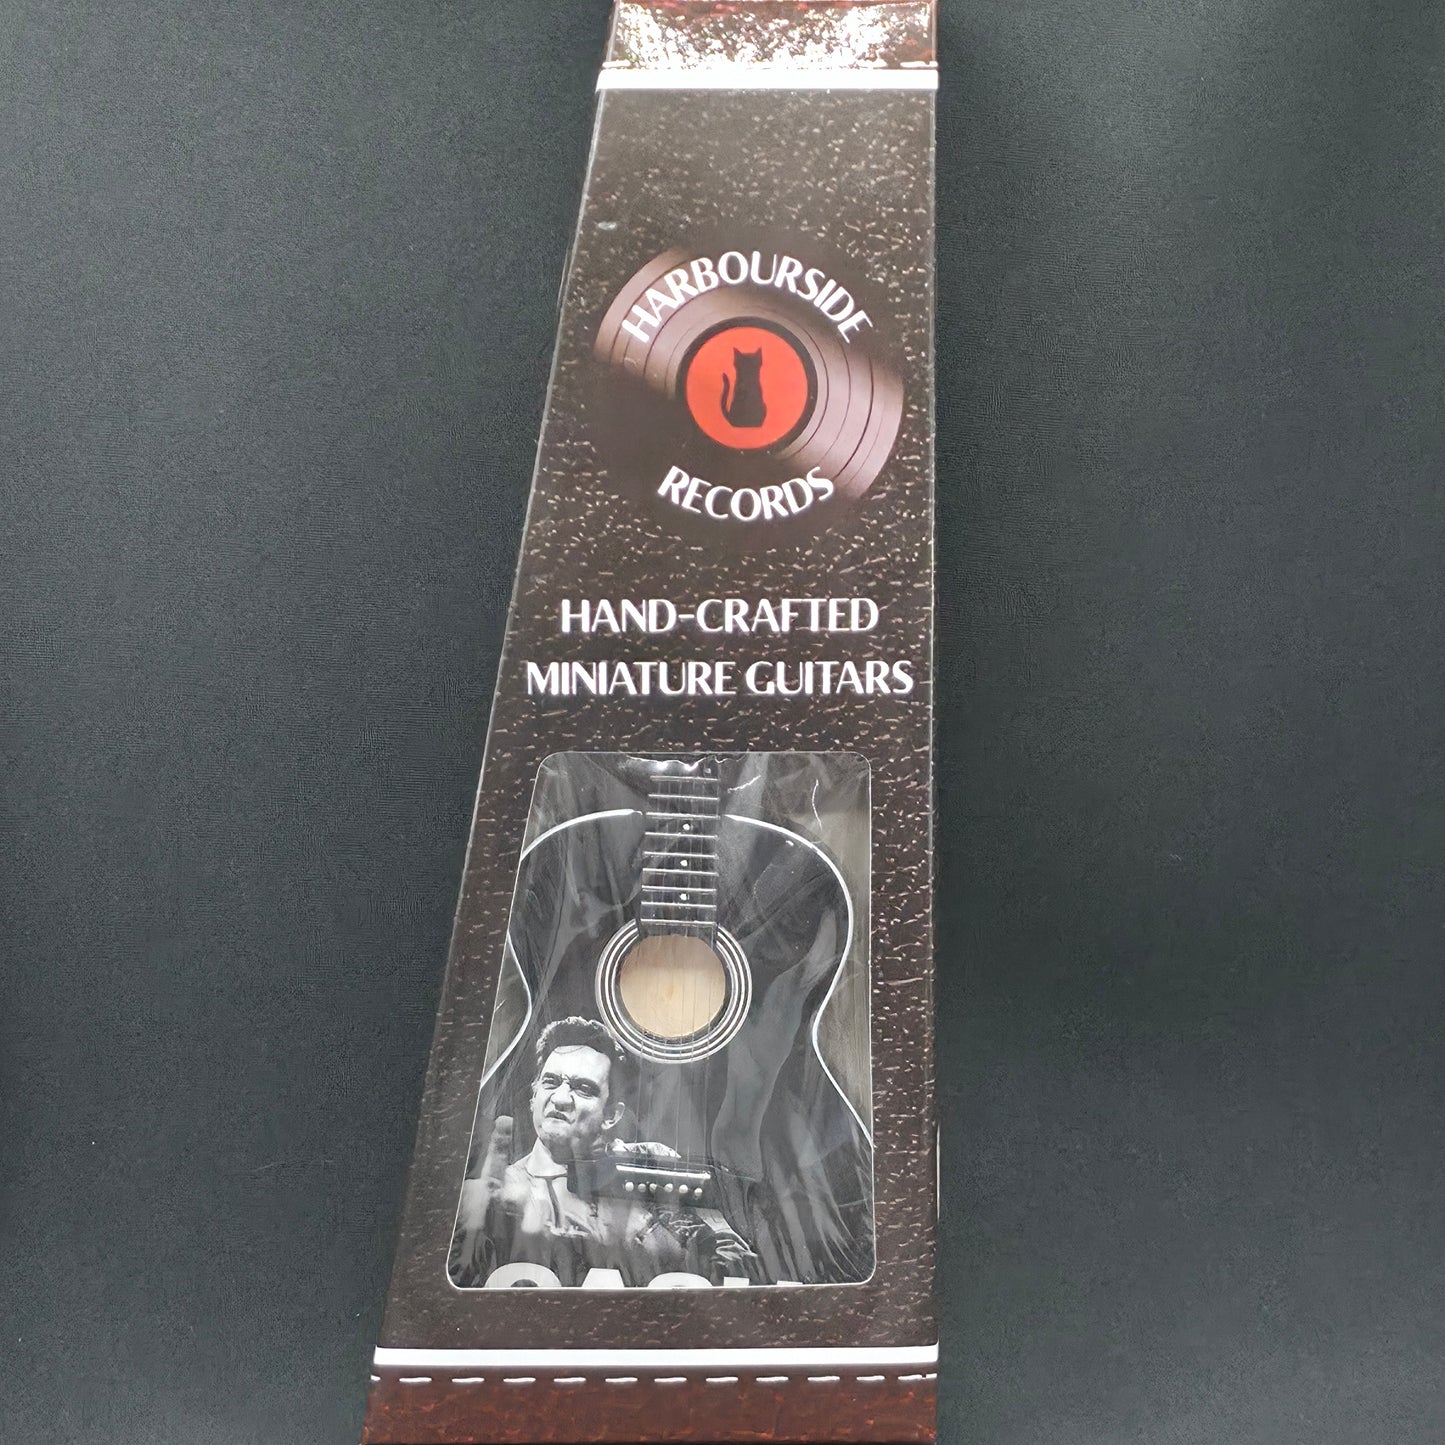 HARBOURSIDE
RECORDS
HAND-CRAFTED
MINIATURE GUITARS